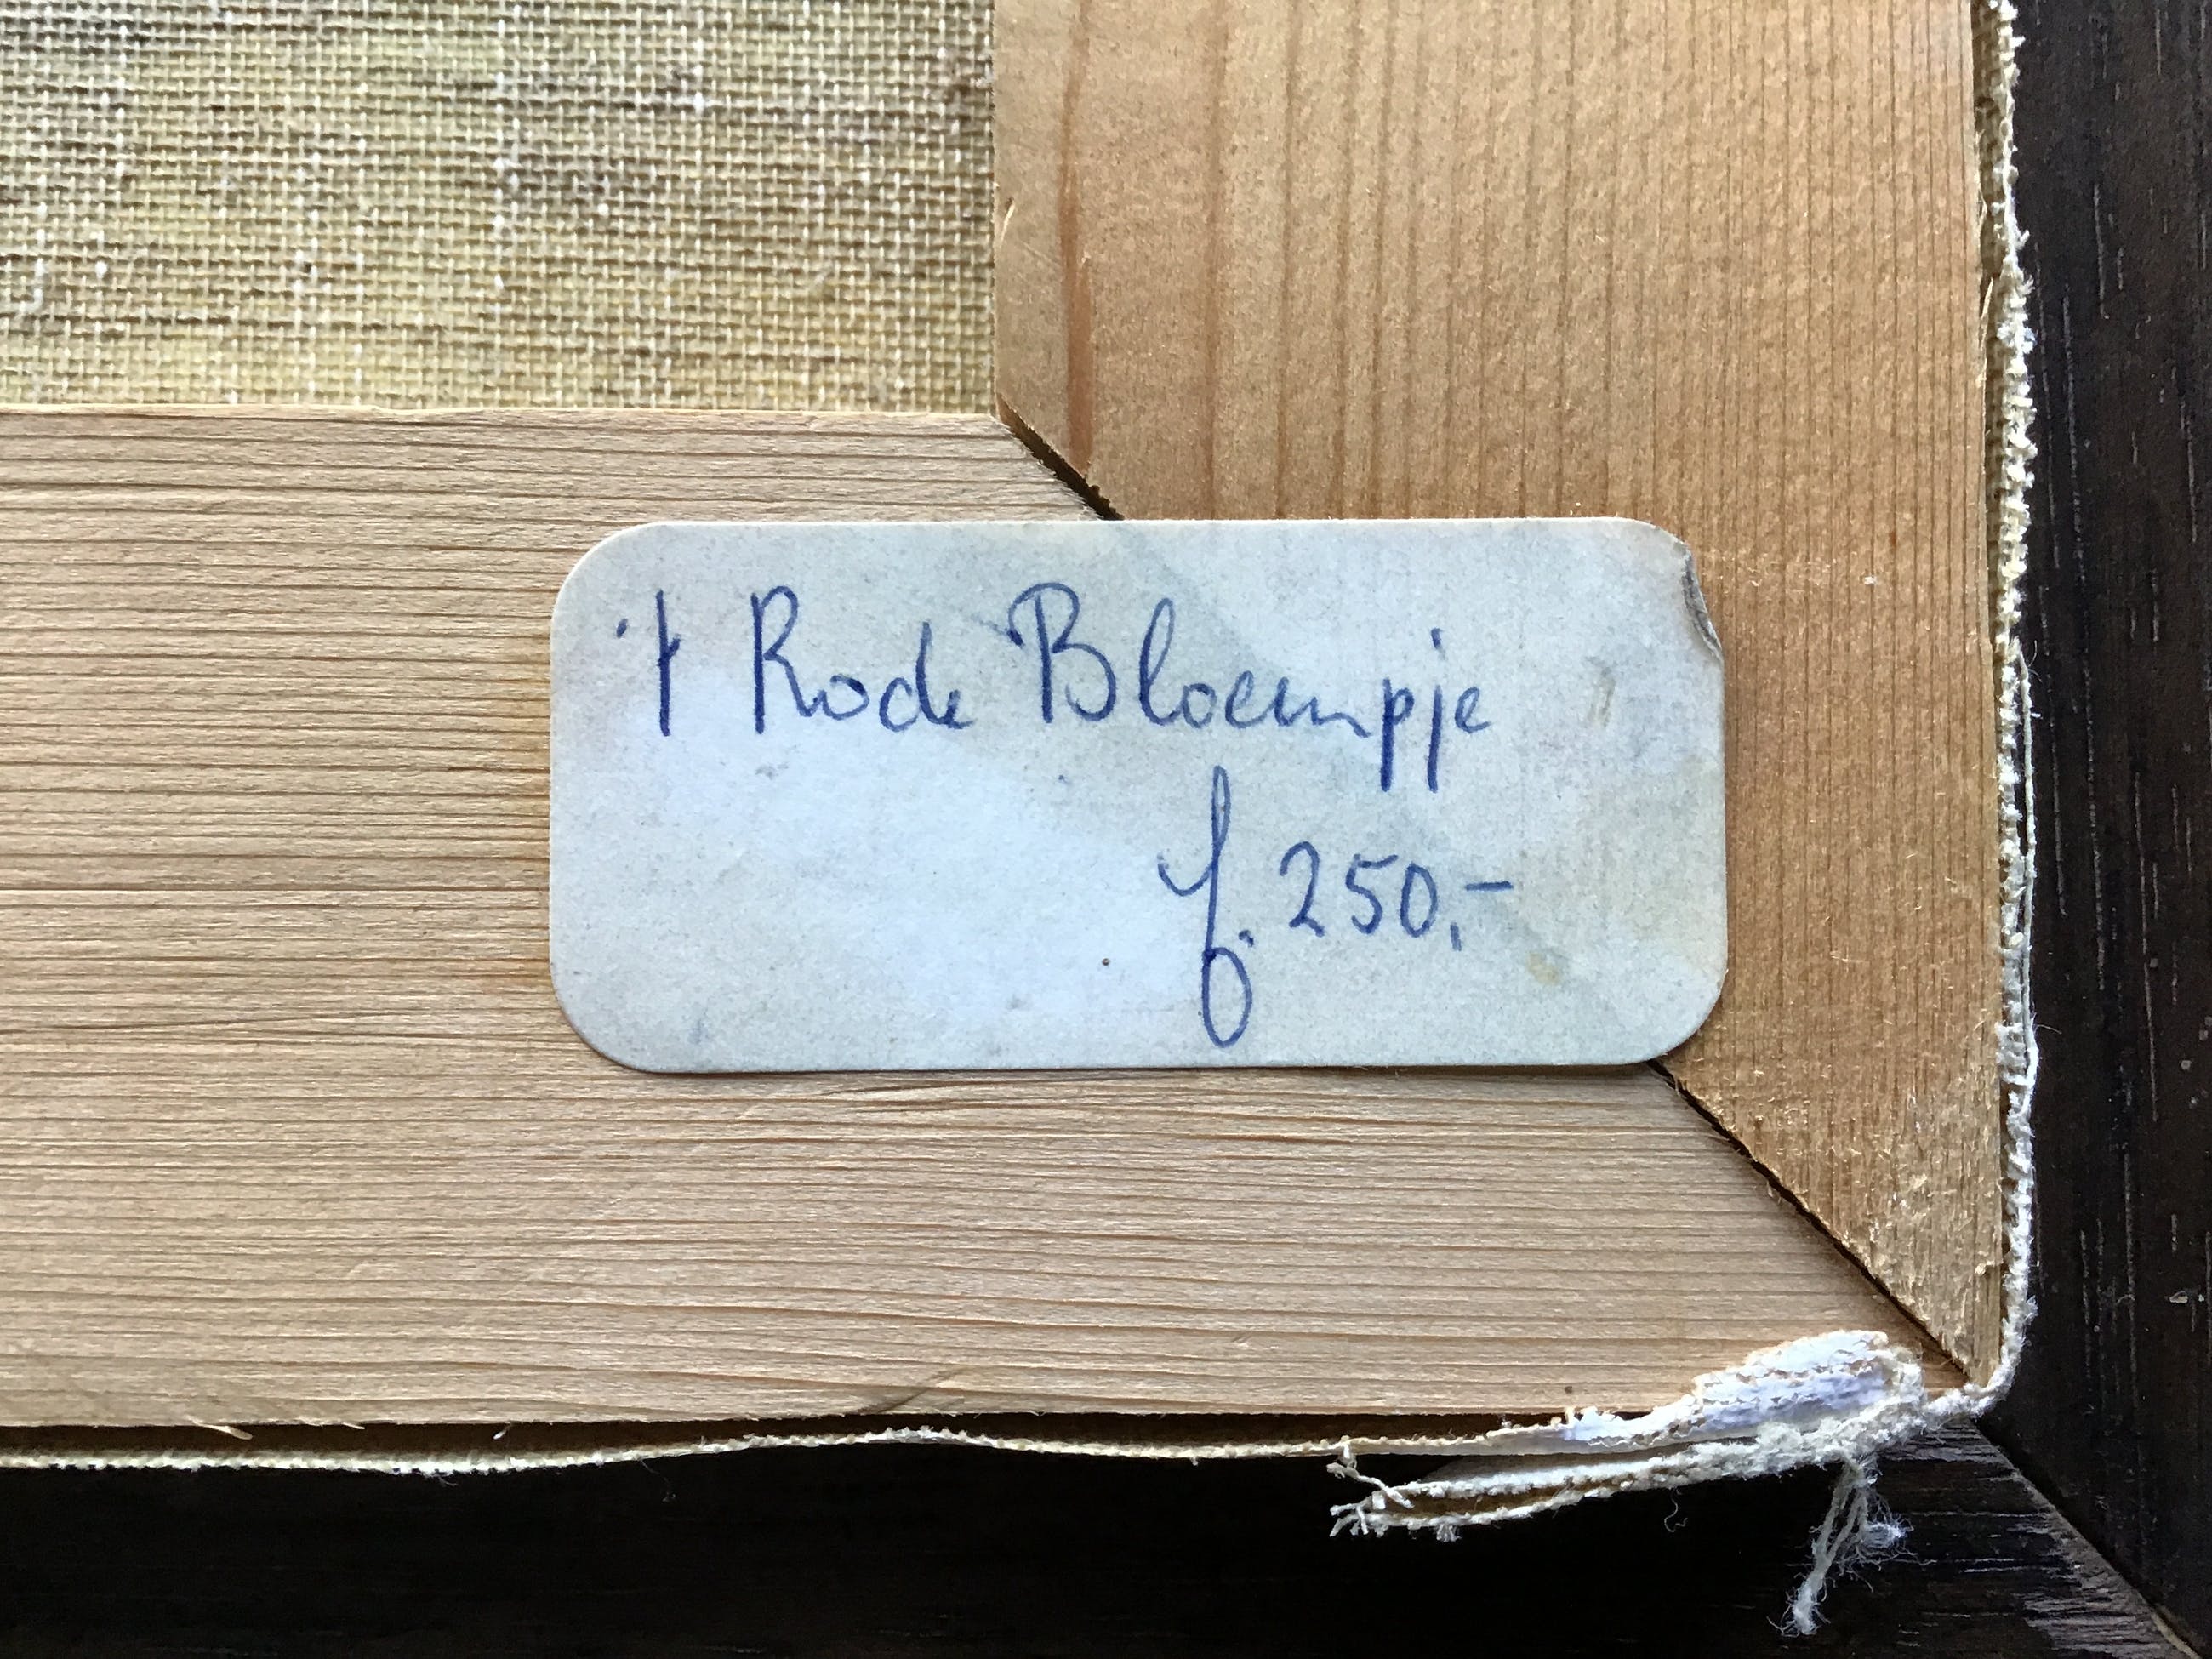 't Rode Bloempje
f. 250,-